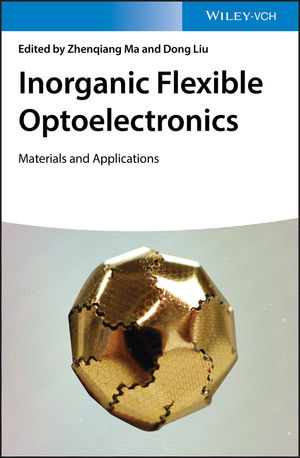 WILEY-VCH
Edited by Zhenqiang Ma and Dong Liu
Inorganic Flexible
Optoelectronics
Materials and Applications